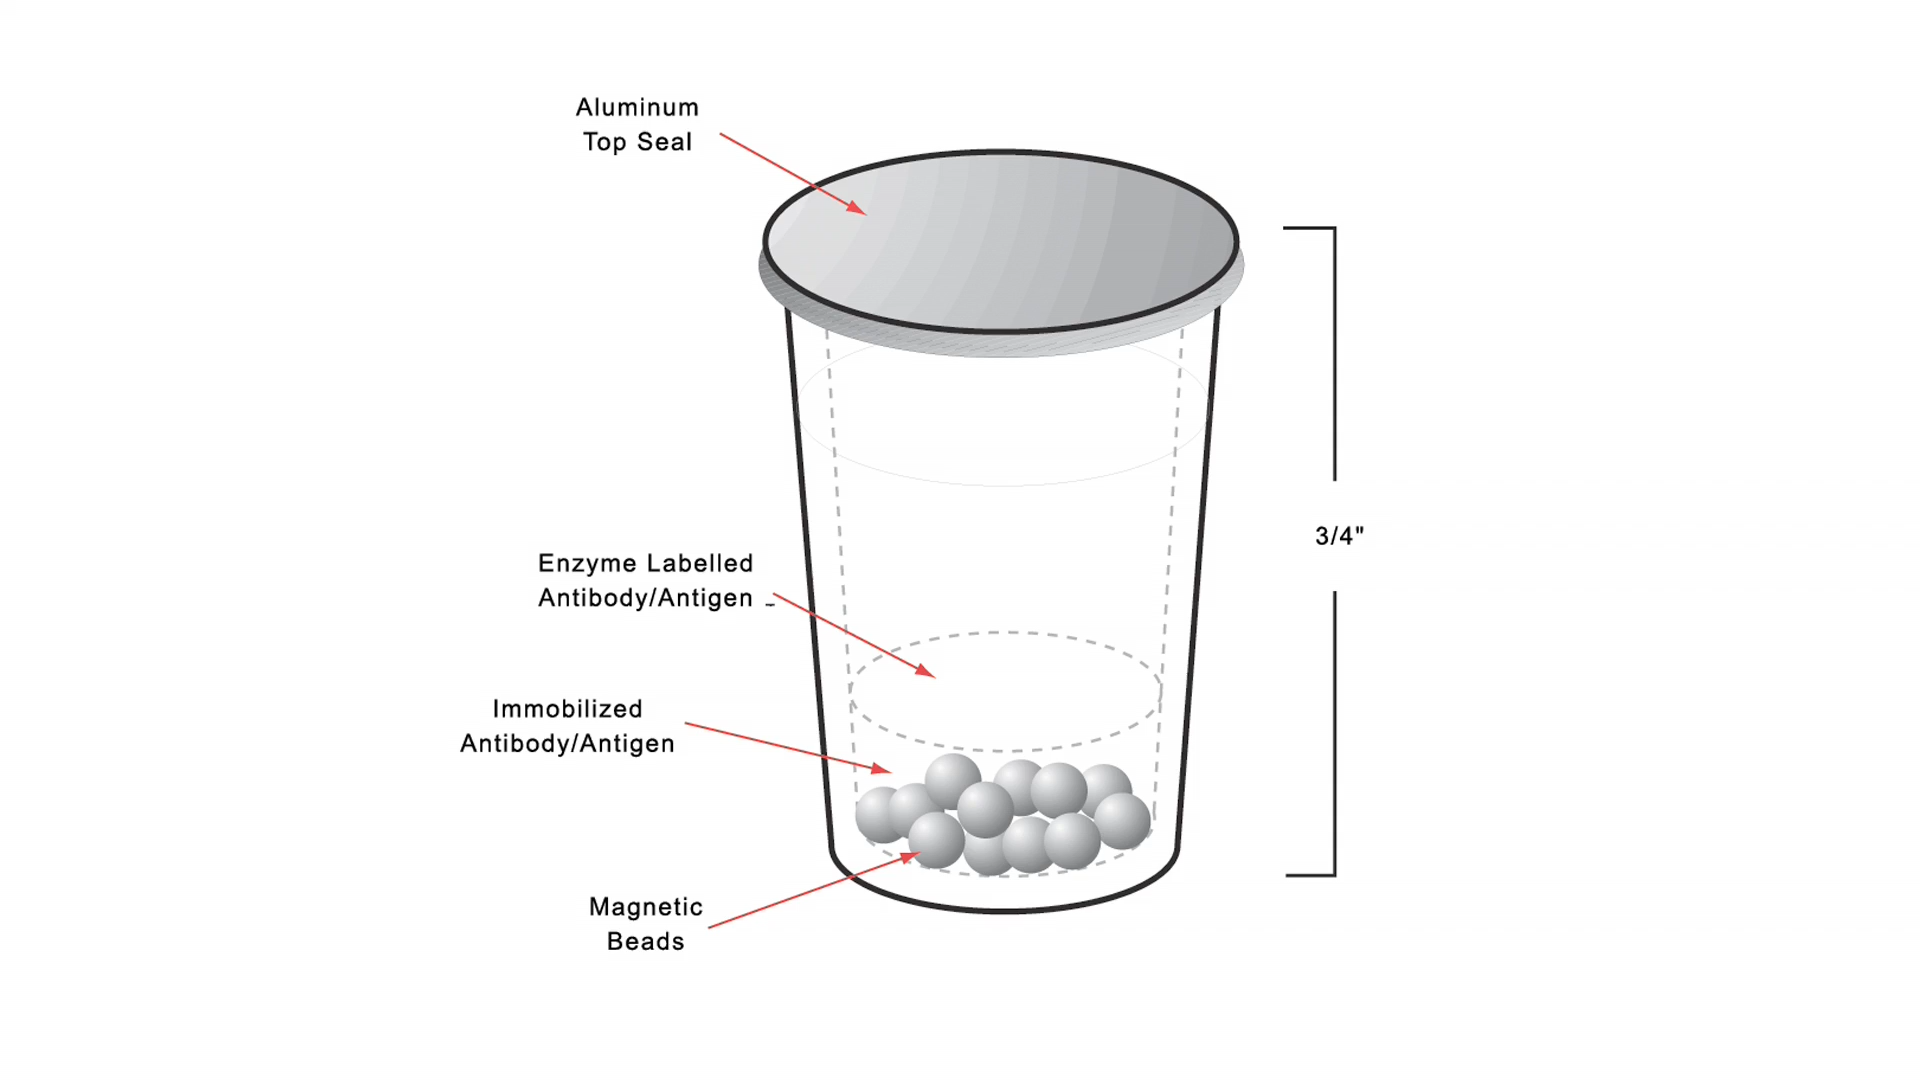 Aluminum
Top Seal
3/4"
Enzyme Labelled
Antibody/Antigen
Immobilized
Antibody/Antigen
Magnetic
Beads